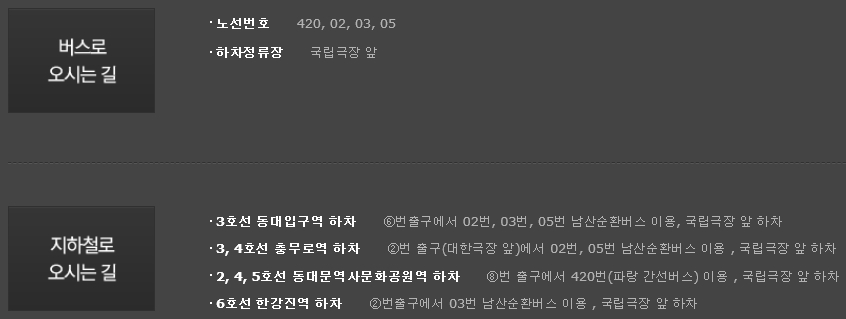 버스로
오시는 길
· 노선번호 420, 02, 03, 05
· 하차정류장 국립극장 앞
지하철로
오시는 길
· 3호선 동대입구역 하차 ⑥번출구에서 02번, 03번, 05번 남산순환버스 이용, 국립극장 앞 하차
· 3, 4호선 충무로역 하차 ②번 출구(대한극장 앞)에서 02번, 05번 남산순환버스 이용 , 국립극장 앞 하차
· 2, 4, 5호선 동대문역사문화공원역 하차 ⑧번 출구에서 420번(파랑 간선버스) 이용 , 국립극장 앞 하차
· 6호선 한강진역 하차 ②번출구에서 03번 남산순환버스 이용 , 국립극장 앞 하차